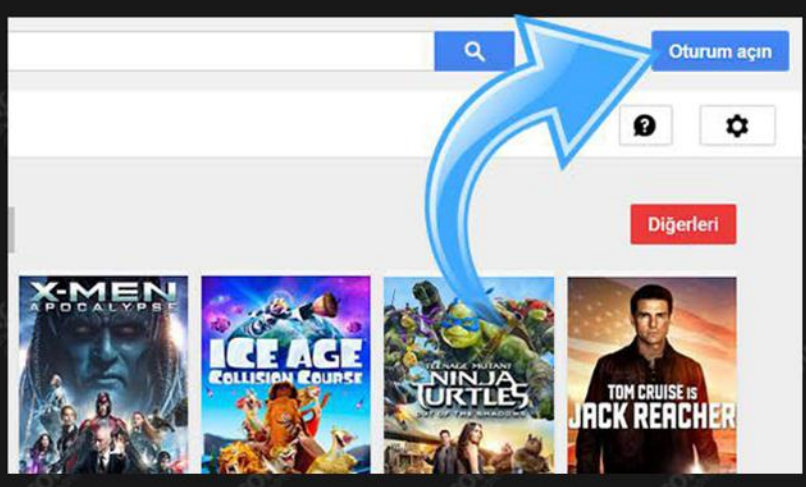 Oturum açın
Diğerleri
X-MEN
APOCALYPSE
ICE AGE
COLLISION COURSE
TEENAGE MUTANT
NINJA
TURTLES
OUT OF THE SHADOWS
TOM CRUISE IS
JACK REACHER